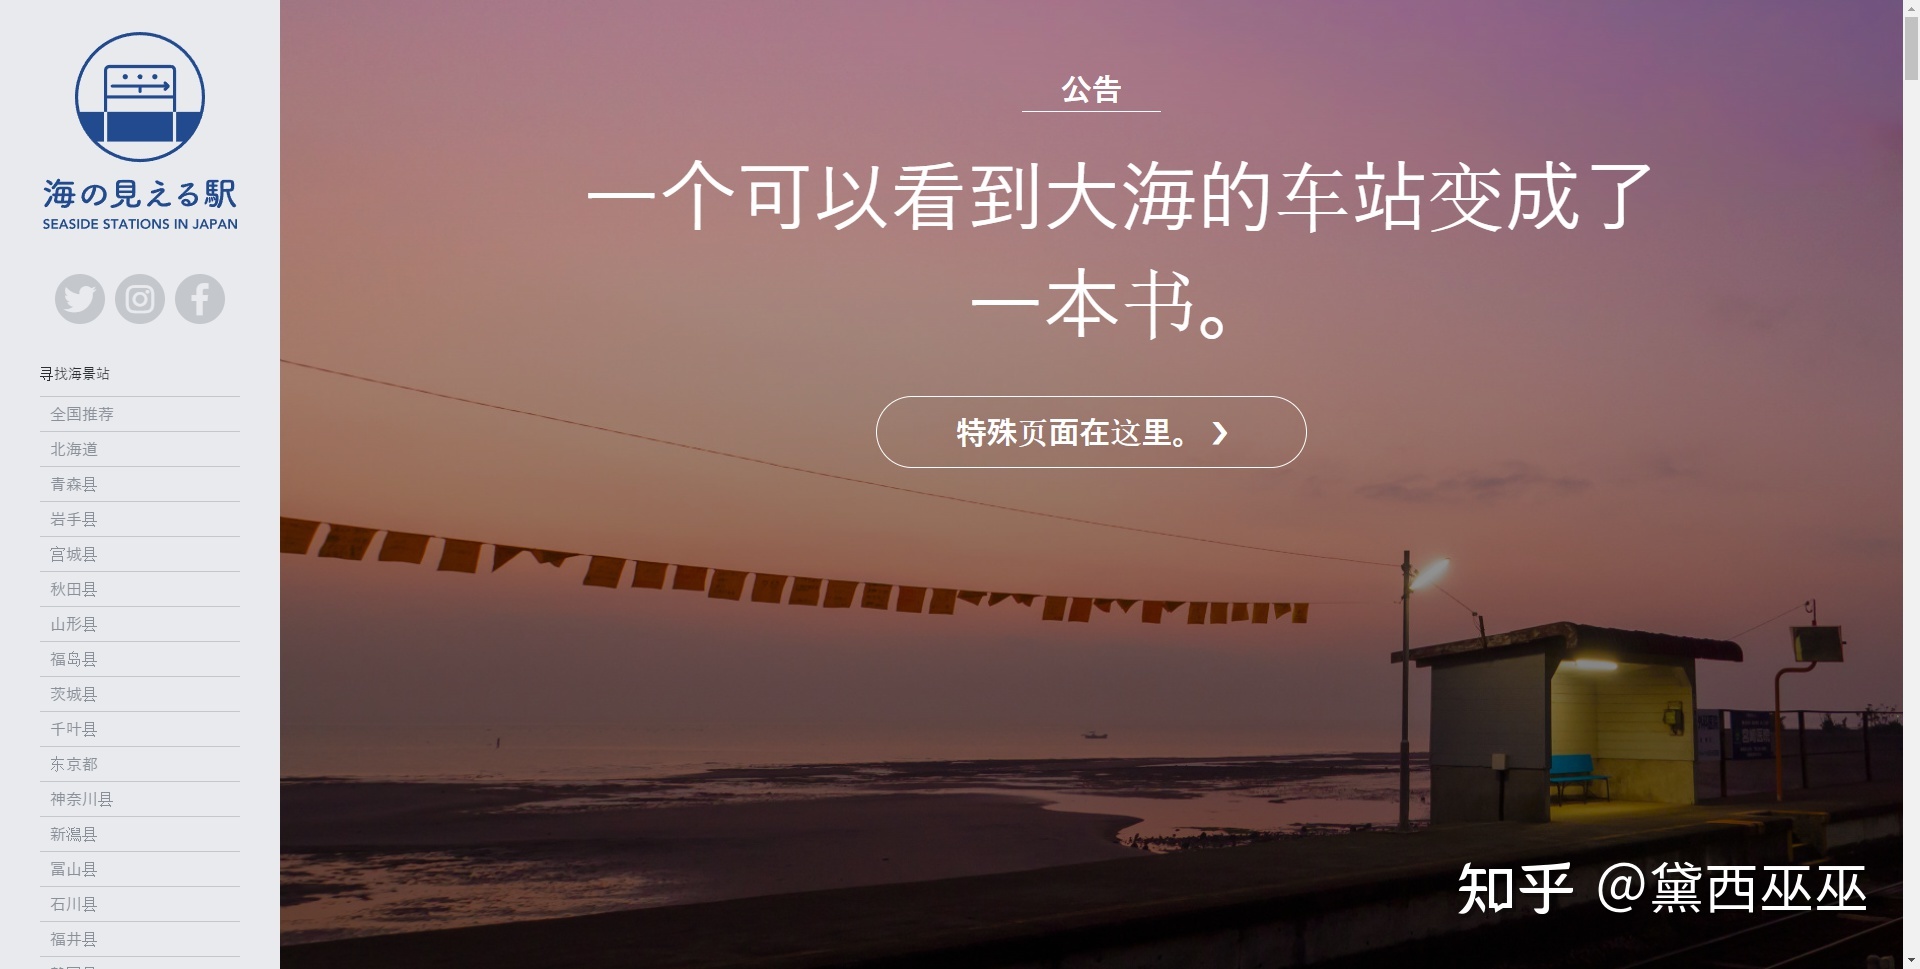 海の見える駅
SEASIDE STATIONS IN JAPAN
寻找海景站
全国推荐
北海道
青森县
岩手县
宫城县
秋田县
山形县
福岛县
茨城县
千叶县
东京都
神奈川县
新潟县
富山县
石川县
福井县
公告
一个可以看到大海的车站变成了
一本书。
特殊页面在这里。 ❯
知乎 @黛西巫巫